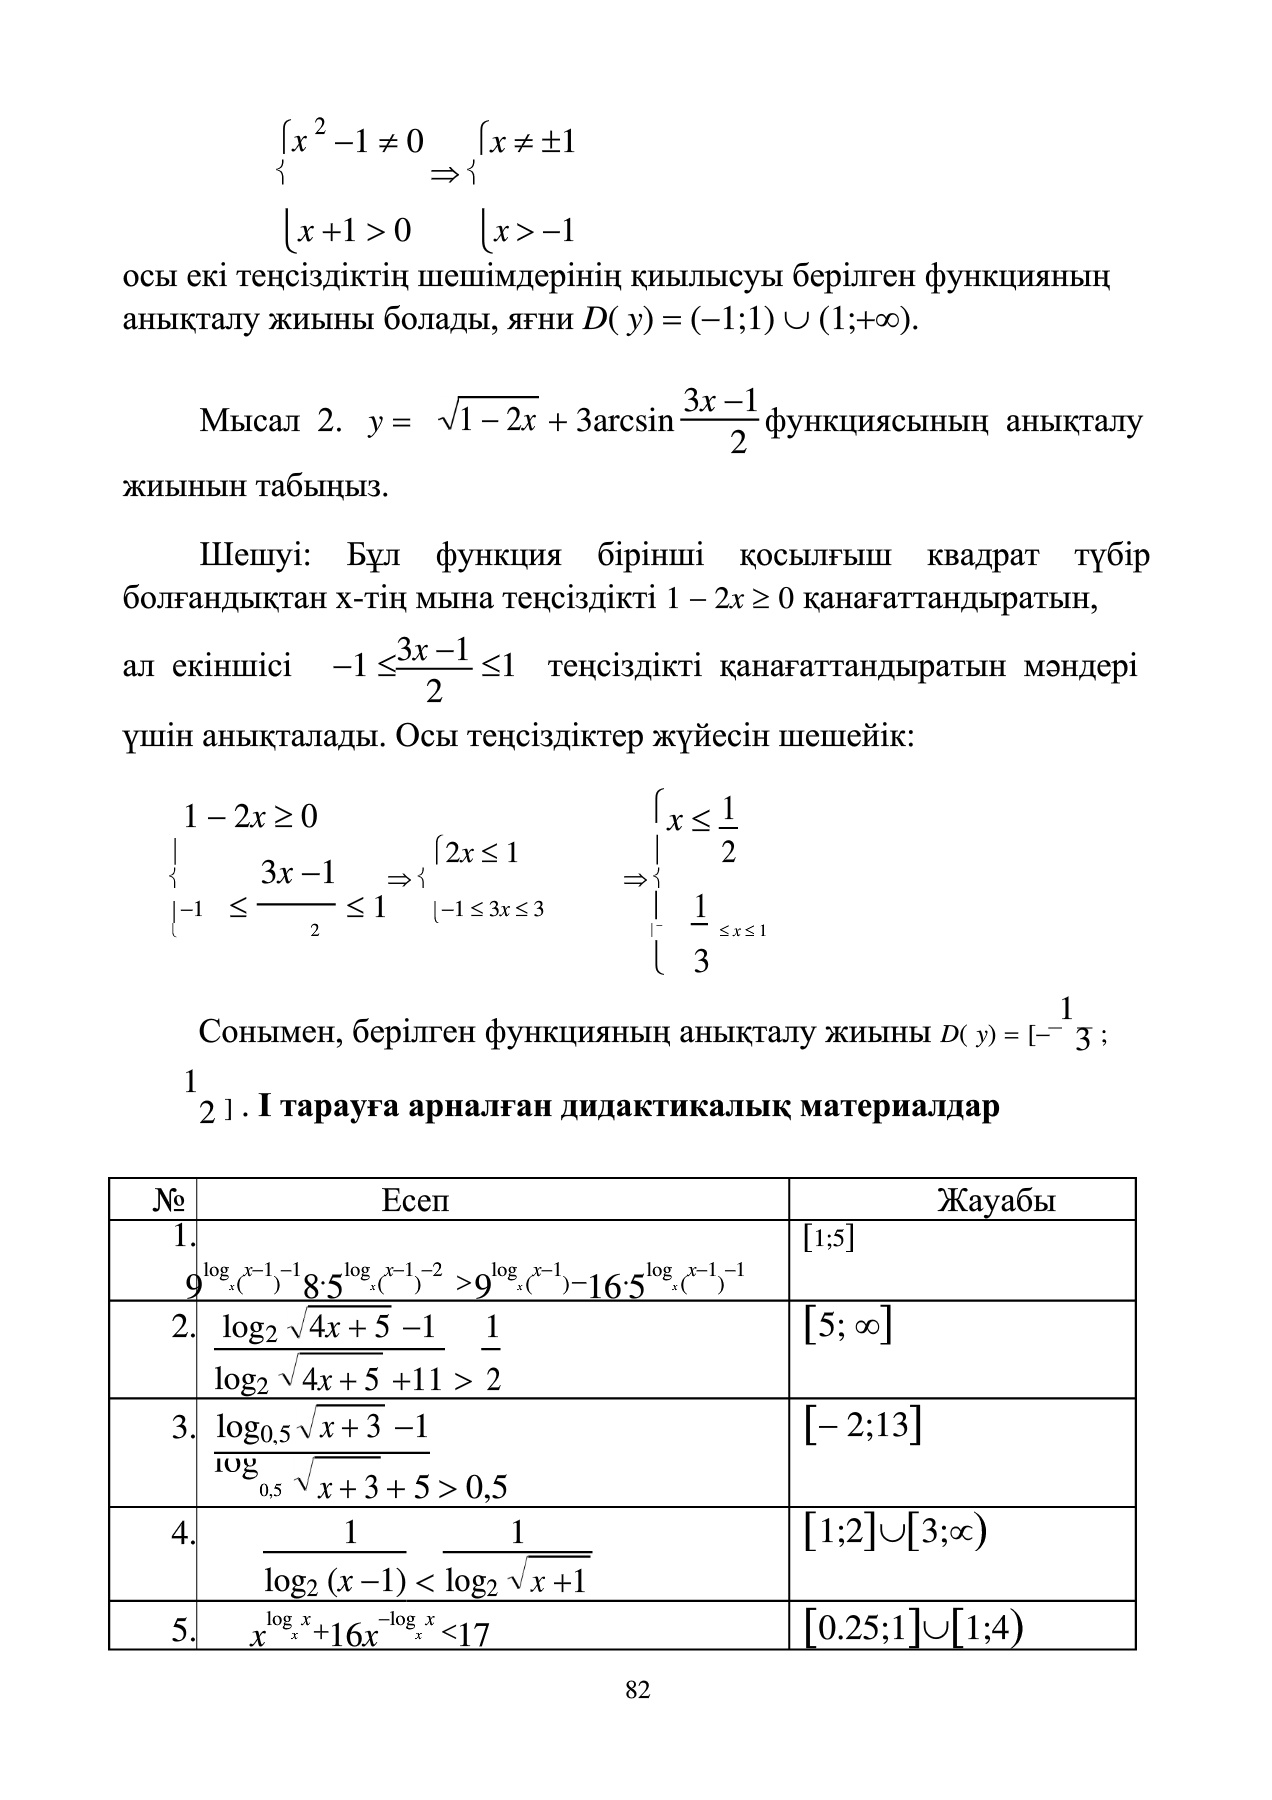 x² −1 ≠ 0 ⇒ x ≠ ±1
x +1 > 0 x > −1
осы екі теңсіздіктің шешімдерінің қиылысуы берілген функцияның
анықталу жиыны болады, яғни D( y) = (−1;1) ∪ (1;+∞).
Мысал 2. y = √1 − 2x + 3arcsin (3x −1)/2 функциясының анықталу
жиынын табыңыз.
Шешуі: Бұл функция бірінші қосылғыш квадрат түбір
болғандықтан х-тің мына теңсіздікті 1 – 2x ≥ 0 қанағаттандыратын,
ал екіншісі −1 ≤ (3x −1)/2 ≤1 теңсіздікті қанағаттандыратын мәндері
үшін анықталады. Осы теңсіздіктер жүйесін шешейік:
1 − 2x ≥ 0 ⇒ 2x ≤ 1 ⇒ x ≤ 1/2
−1 ≤ (3x −1)/2 ≤ 1 −1 ≤ 3x ≤ 3 −1/3 ≤ x ≤ 1
Сонымен, берілген функцияның анықталу жиыны D( y) = [− 1/3 ;
1/2 ] . І тарауға арналған дидактикалық материалдар
№ Есеп Жауабы
1. 9^(log_x(x−1)−1) 8·5^(log_x(x−1)−2) >9^(log_x(x−1))−16·5^(log_x(x−1)−1) [1;5]
2. (log₂ √4x + 5 −1)/(log₂ √4x + 5 +11) > 1/2 [5; ∞]
3. (log0,5 √x + 3 −1)/(log0,5 √x + 3 + 5) > 0,5 [− 2;13]
4. 1/(log₂ (x −1)) < 1/(log₂ √x +1) [1;2]∪[3;∝)
5. x^(log_x x)+16x^(−log_x x) <17 [0.25;1]∪[1;4)
82